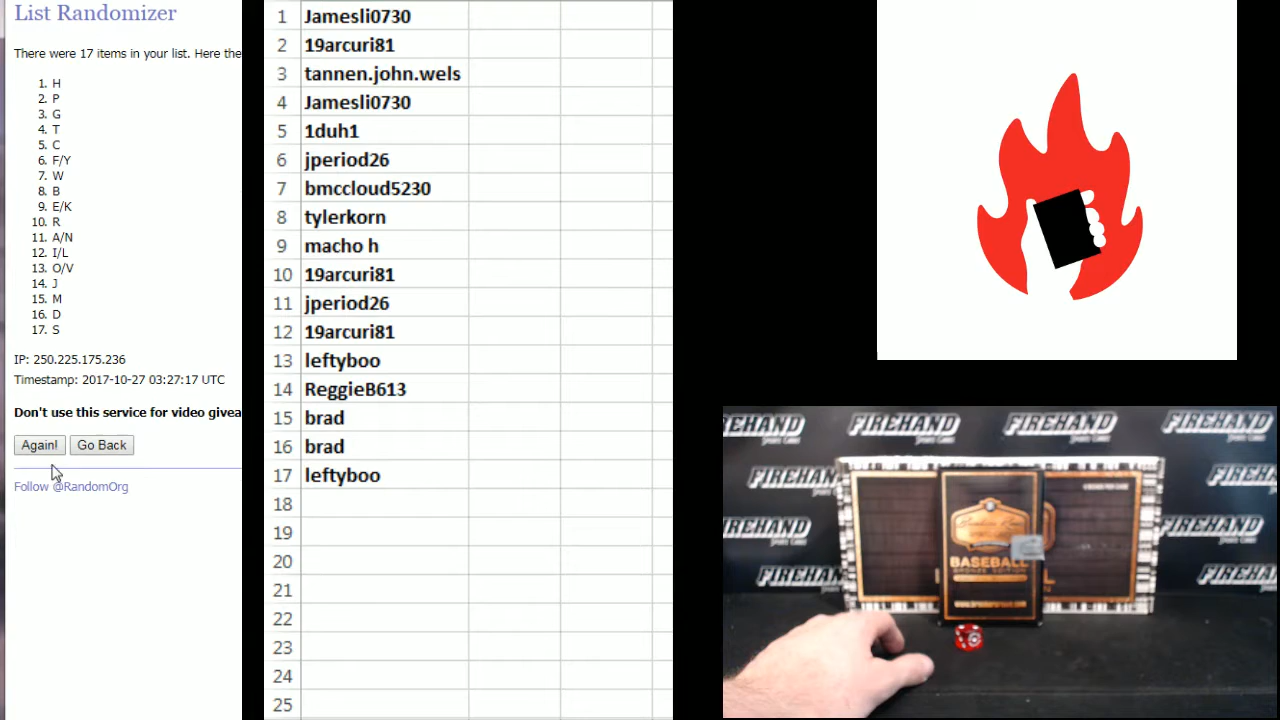 List Randomizer
There were 17 items in your list. Here the
1. H
2. P
3. G
4. T
5. C
6. F/Y
7. W
8. B
9. E/K
10. R
11. A/N
12. I/L
13. O/V
14. J
15. M
16. D
17. S
IP: 250.225.175.236
Timestamp: 2017-10-27 03:27:17 UTC
Don't use this service for video givea
Again! Go Back
Follow @RandomOrg
1 Jamesli0730
2 19arcuri81
3 tannen.john.wels
4 Jamesli0730
5 1duh1
6 jperiod26
7 bmccloud5230
8 tylerkorn
9 macho h
10 19arcuri81
11 jperiod26
12 19arcuri81
13 leftyboo
14 ReggieB613
15 brad
16 brad
17 leftyboo
18
19
20
21
22
23
24
25
FIREHAND FIREHAND FIREHAND FIREHAND
FIREHAND FIREHAND
FIREHAND FIREHAND
FIREHAND FIREHAND
BASEBALL